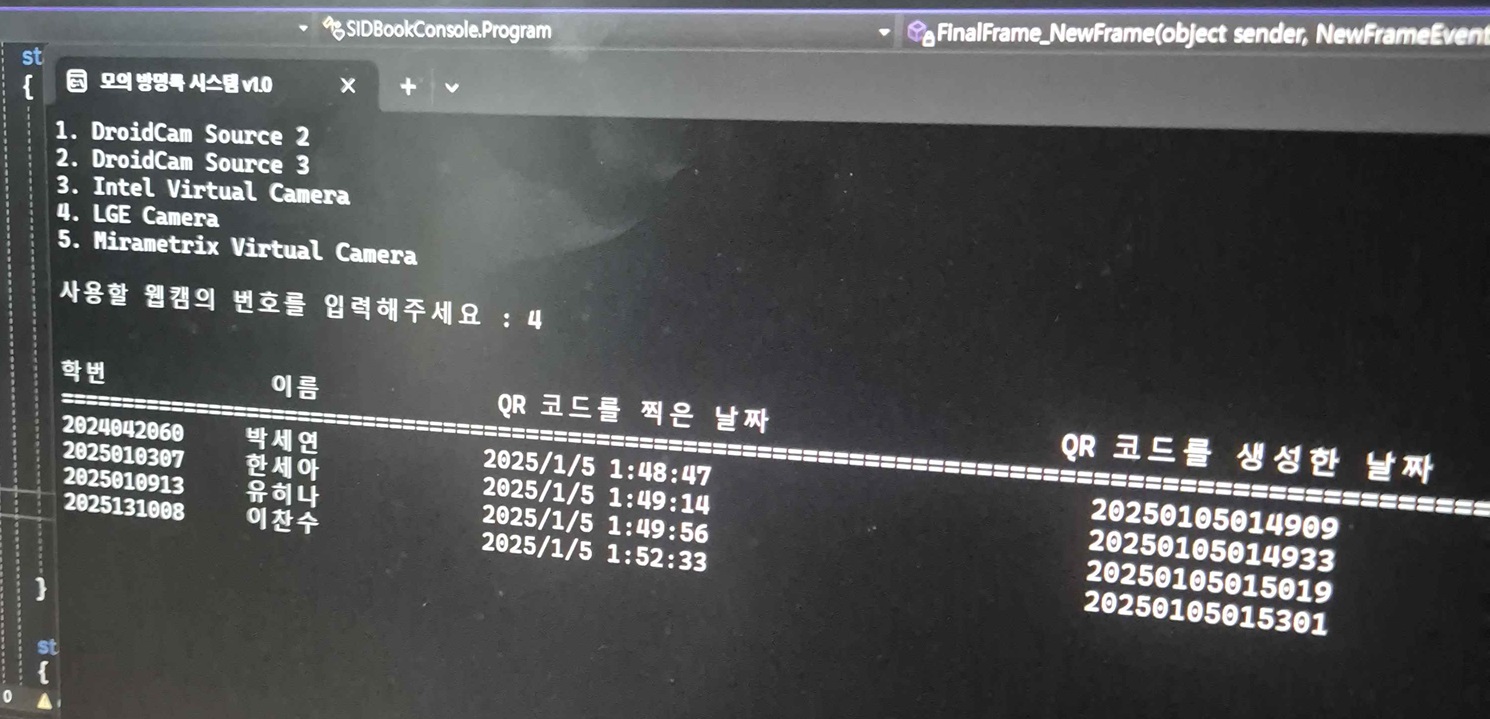 SIDBookConsole.Program
FinalFrame_NewFrame(object sender, NewFrameEvent
st
{
모의 방명록 시스템 v1.0
1. DroidCam Source 2
2. DroidCam Source 3
3. Intel Virtual Camera
4. LGE Camera
5. Mirametrix Virtual Camera
사용할 웹캠의 번호를 입력해주세요 : 4
학번 이름 QR 코드를 찍은 날짜 QR 코드를 생성한 날짜
2024042060 박세연 2025/1/5 1:48:47 20250105014909
2025010307 한세아 2025/1/5 1:49:14 20250105014933
2025010913 유희나 2025/1/5 1:49:56 20250105015019
2025131008 이찬수 2025/1/5 1:52:33 20250105015301
}
st
{
0